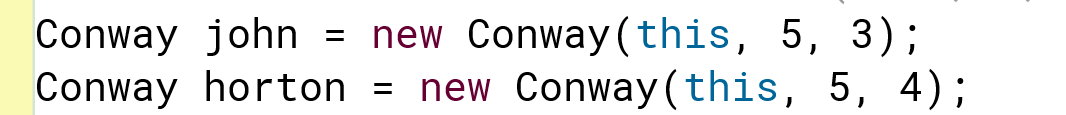 Conway john = new Conway(this, 5, 3);
Conway horton = new Conway(this, 5, 4);